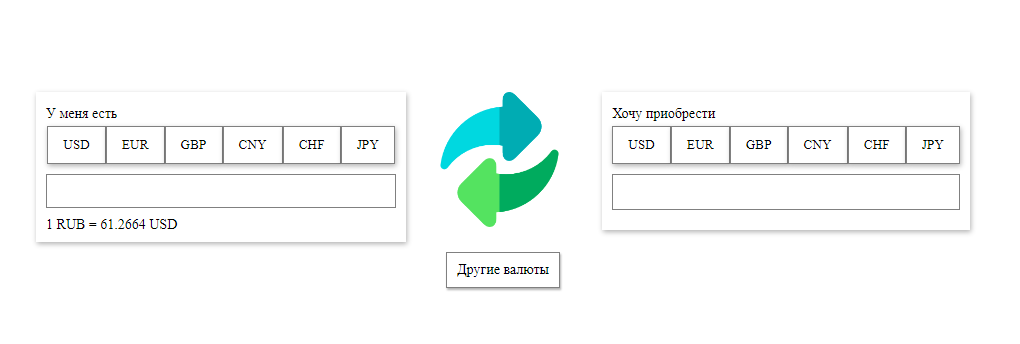 У меня есть
USD EUR GBP CNY CHF JPY
1 RUB = 61.2664 USD
Другие валюты
Хочу приобрести
USD EUR GBP CNY CHF JPY